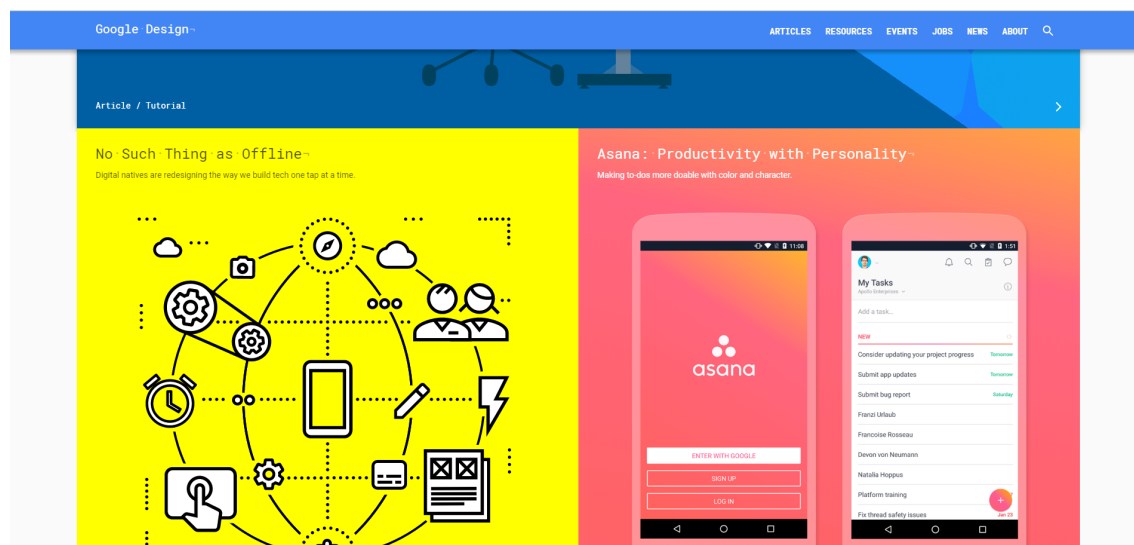 Google·Design¬
ARTICLES RESOURCES EVENTS JOBS NEWS ABOUT
Article / Tutorial
No·Such·Thing·as·Offline¬
Digital natives are redesigning the way we build tech one tap at a time.
Asana:·Productivity·with·Personality¬
Making to-dos more doable with color and character.
11:08
asana
ENTER WITH GOOGLE
SIGN UP
LOG IN
1:51
My Tasks
Apollo Enterprises
Add a task...
NEW
Consider updating your project progress Tomorrow
Submit app updates Tomorrow
Submit bug report Saturday
Franzi Urlaub
Francoise Rosseau
Devon von Neumann
Natalia Hoppus
Platform training
Fix thread safety issues Jan 23